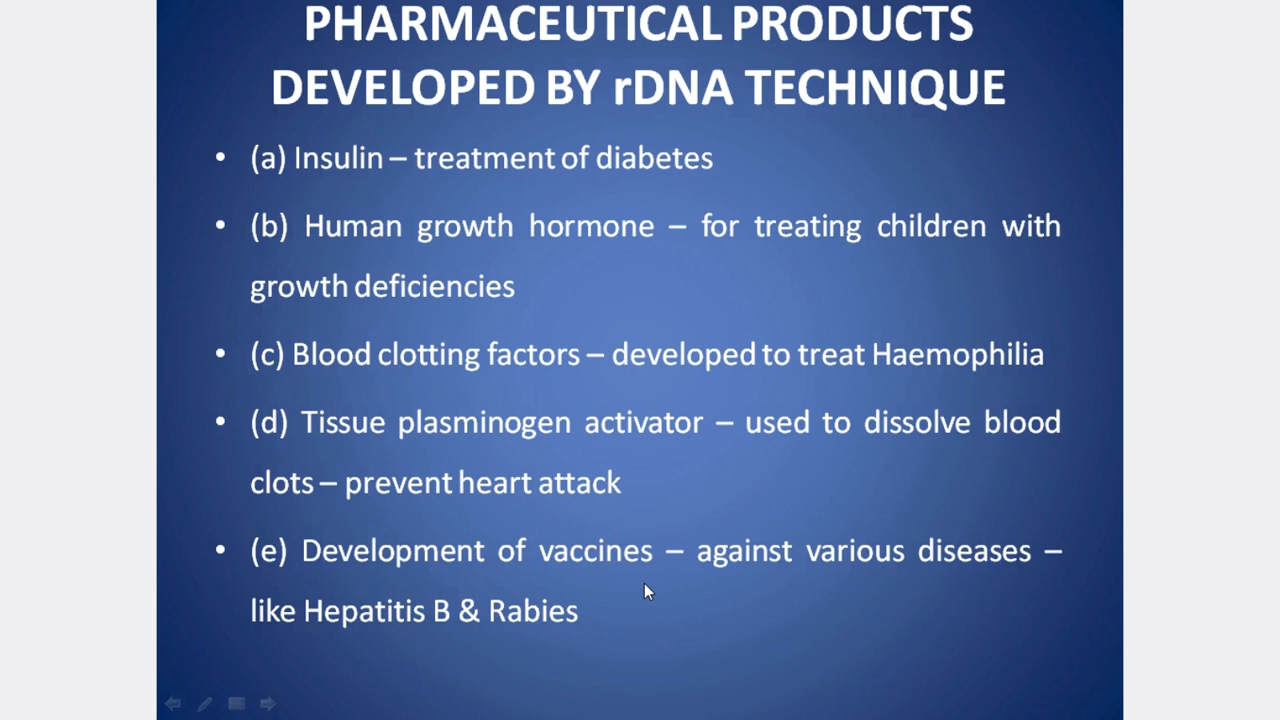 PHARMACEUTICAL PRODUCTS
DEVELOPED BY rDNA TECHNIQUE
• (a) Insulin – treatment of diabetes
• (b) Human growth hormone – for treating children with
growth deficiencies
• (c) Blood clotting factors – developed to treat Haemophilia
• (d) Tissue plasminogen activator – used to dissolve blood
clots – prevent heart attack
• (e) Development of vaccines – against various diseases –
like Hepatitis B & Rabies